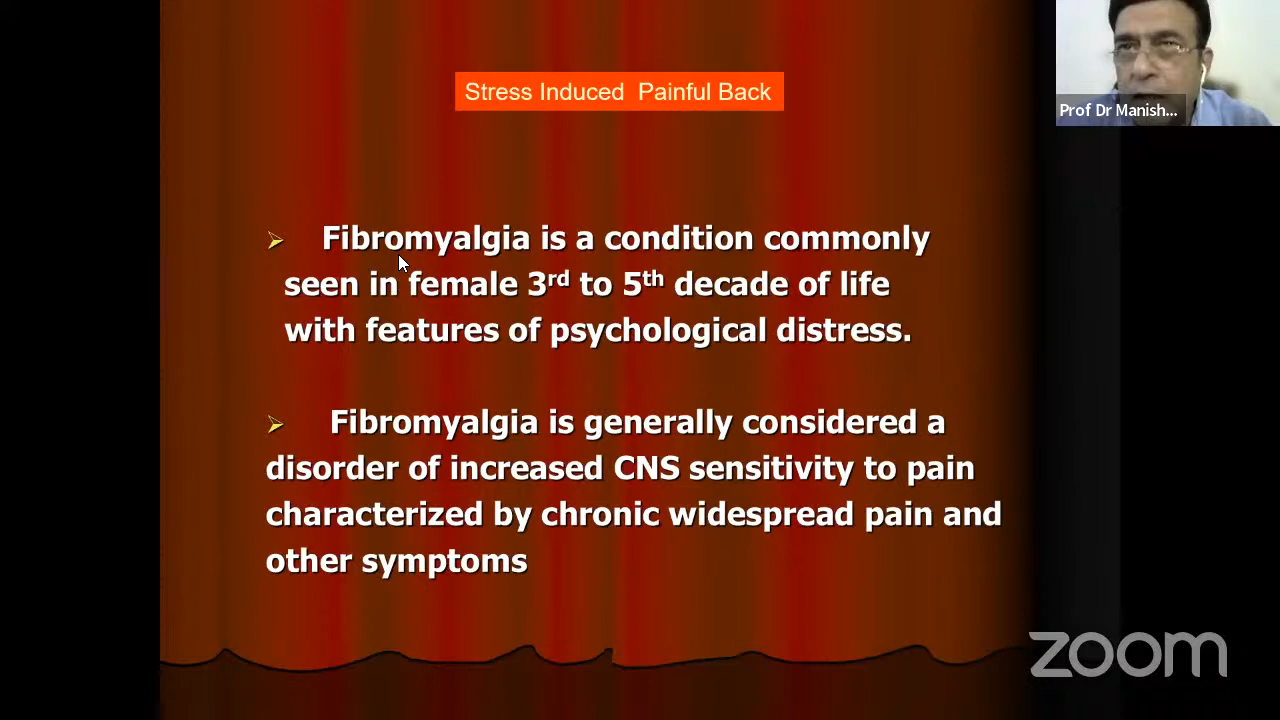 Stress Induced  Painful Back
Prof Dr Manish...
Fibromyalgia is a condition commonly
seen in female 3rd to 5th decade of life
with features of psychological distress.
Fibromyalgia is generally considered a
disorder of increased CNS sensitivity to pain
characterized by chronic widespread pain and
other symptoms
zoom